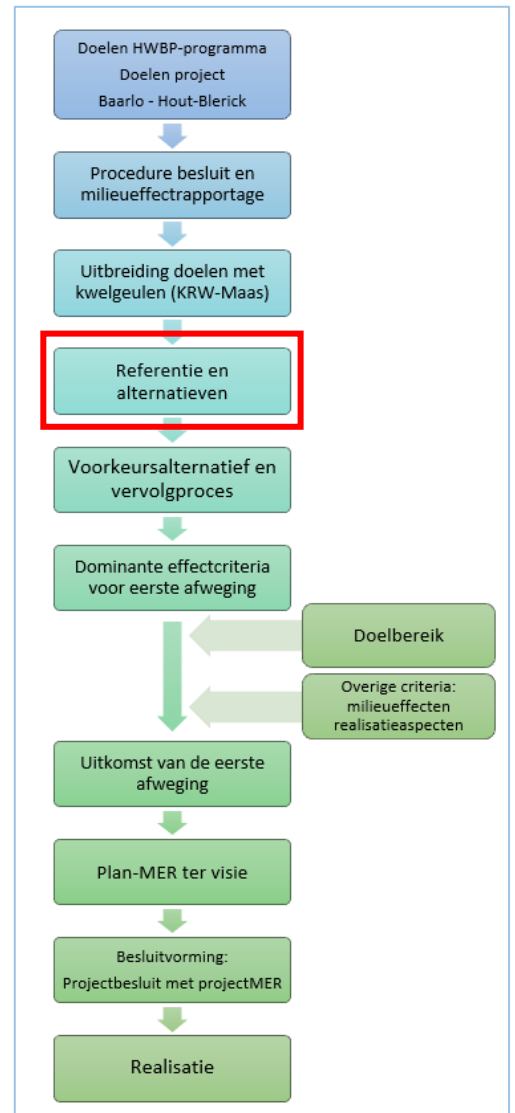 Doelen HWBP-programma
Doelen project
Baarlo - Hout-Blerick
Procedure besluit en
milieueffectrapportage
Uitbreiding doelen met
kwelgeulen (KRW-Maas)
Referentie en
alternatieven
Voorkeursalternatief en
vervolgproces
Dominante effectcriteria
voor eerste afweging
Doelbereik
Overige criteria:
milieueffecten
realisatieaspecten
Uitkomst van de eerste
afweging
Plan-MER ter visie
Besluitvorming:
Projectbesluit met projectMER
Realisatie